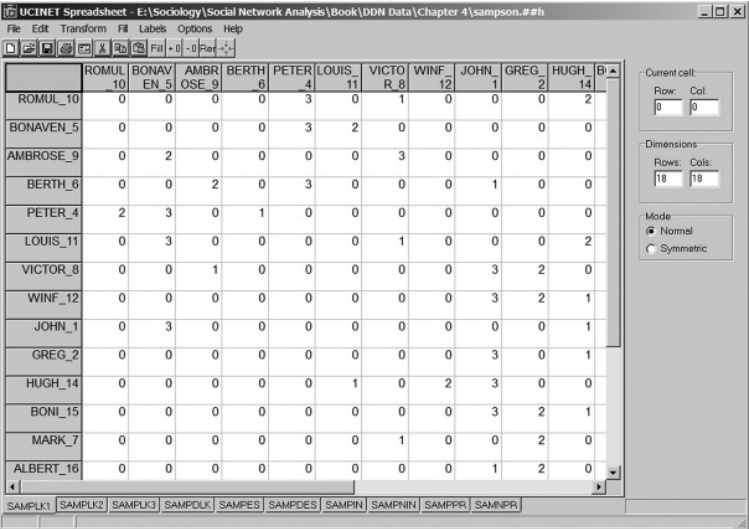 UCINET Spreadsheet - E:\Sociology\Social Network Analysis\Book\DDN Data\Chapter 4\sampson.##h
File Edit Transform Fill Labels Options Help
Fill +.0 -.0
ROMUL_10 BONAVEN_5 AMBROSE_9 BERTH_6 PETER_4 LOUIS_11 VICTOR_8 WINF_12 JOHN_1 GREG_2 HUGH_14
ROMUL_10 0 0 0 0 3 0 1 0 0 0 2
BONAVEN_5 0 0 0 0 3 2 0 0 0 0 0
AMBROSE_9 0 2 0 0 0 0 3 0 0 0 0
BERTH_6 0 0 2 0 3 0 0 0 1 0 0
PETER_4 2 3 0 1 0 0 0 0 0 0 0
LOUIS_11 0 3 0 0 0 0 1 0 0 0 2
VICTOR_8 0 0 1 0 0 0 0 0 3 2 0
WINF_12 0 0 0 0 0 0 0 0 3 2 1
JOHN_1 0 3 0 0 0 0 0 0 0 0 1
GREG_2 0 0 0 0 0 0 0 0 3 0 1
HUGH_14 0 0 0 0 0 1 0 2 3 0 0
BONI_15 0 0 0 0 0 0 0 0 3 2 1
MARK_7 0 0 0 0 0 0 1 0 0 2 0
ALBERT_16 0 0 0 0 0 0 0 0 1 2 0
SAMPLK1 SAMPLK2 SAMPLK3 SAMPDLK SAMPES SAMPDES SAMPIN SAMPNIN SAMPPR SAMNPR
Current cell:
Row: Col:
0 0
Dimensions
Rows: Cols:
18 18
Mode
Normal
Symmetric